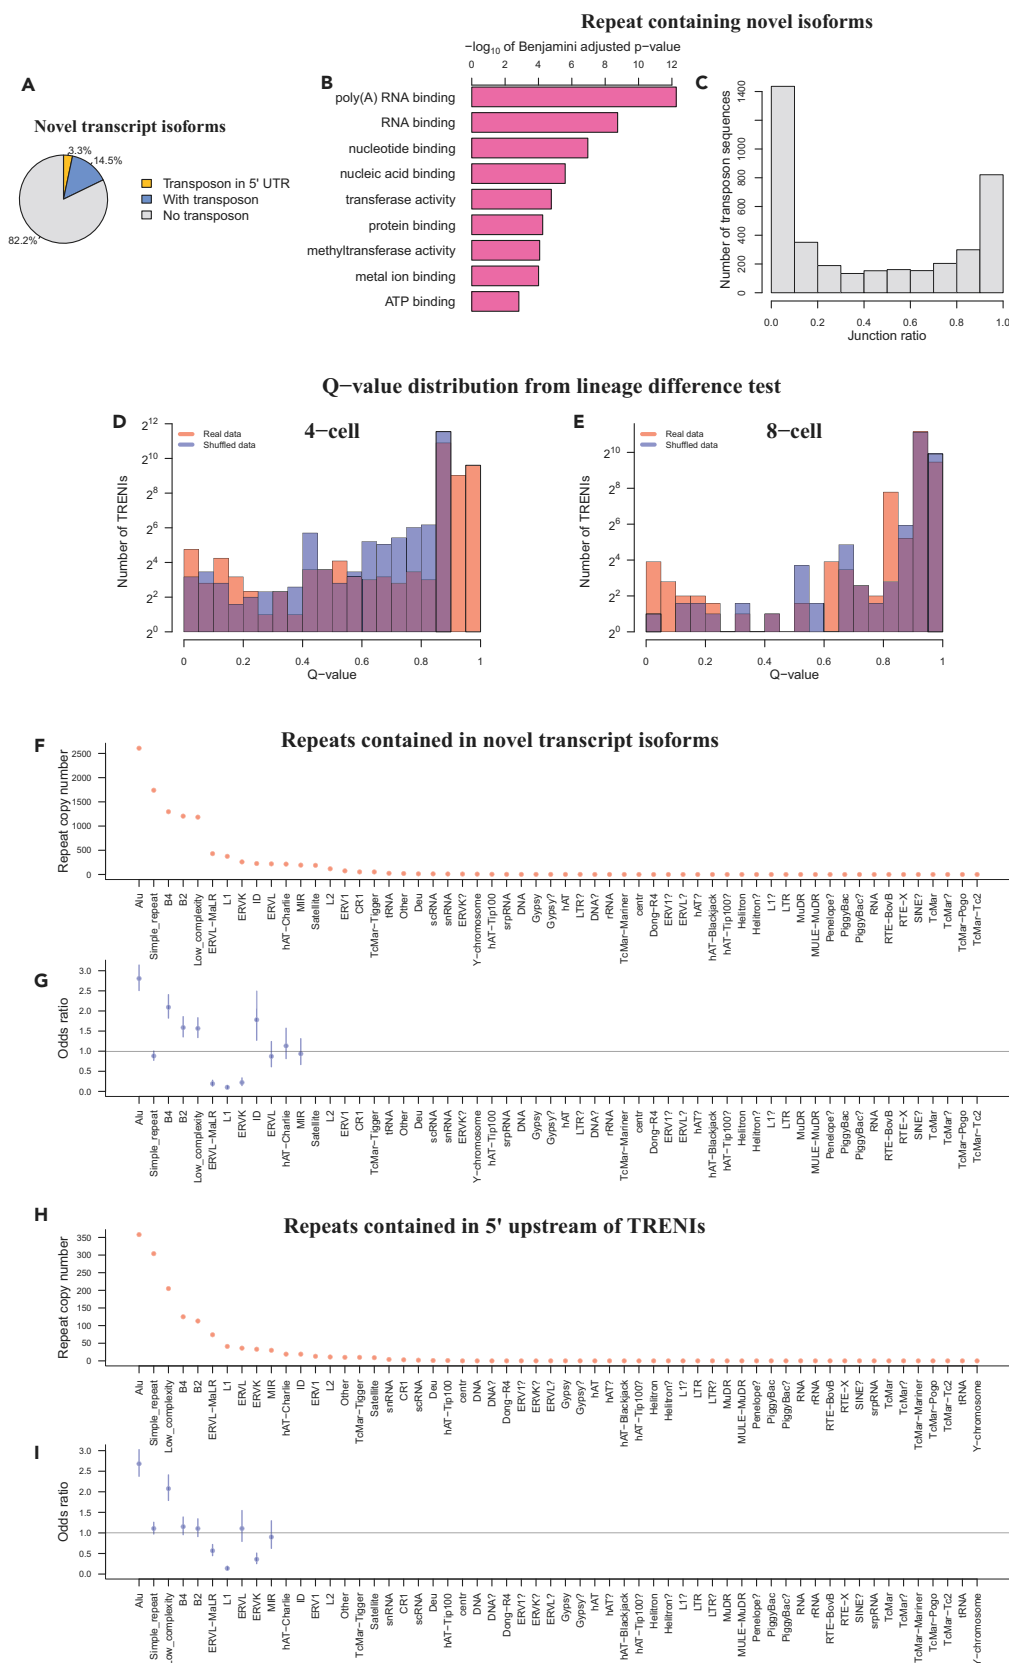 Repeat containing novel isoforms
A
Novel transcript isoforms
3.3%
14.5%
82.2%
Transposon in 5' UTR
With transposon
No transposon
B
−log10 of Benjamini adjusted p−value
0 2 4 6 8 10 12
poly(A) RNA binding
RNA binding
nucleotide binding
nucleic acid binding
transferase activity
protein binding
methyltransferase activity
metal ion binding
ATP binding
C
Number of transposon sequences
0 200 400 600 800 1000 1400
0.0 0.2 0.4 0.6 0.8 1.0
Junction ratio
Q−value distribution from lineage difference test
D
4−cell
Real data
Shuffled data
Number of TRENIs
2^12
2^10
2^8
2^6
2^4
2^2
2^0
0 0.2 0.4 0.6 0.8 1
Q−value
E
8−cell
Real data
Shuffled data
Number of TRENIs
2^10
2^8
2^6
2^4
2^2
2^0
0 0.2 0.4 0.6 0.8 1
Q−value
F
Repeats contained in novel transcript isoforms
Repeat copy number
2500
2000
1500
1000
500
0
Alu
Simple_repeat
B4
B2
Low_complexity
ERVL−MaLR
L1
ERVK
ID
ERVL
hAT−Charlie
MIR
Satellite
L2
ERV1
CR1
TcMar−Tigger
tRNA
Other
Deu
scRNA
snRNA
ERVK?
Y−chromosome
hAT−Tip100
srpRNA
DNA
Gypsy
Gypsy?
hAT
LTR?
DNA?
rRNA
TcMar−Mariner
centr
Dong−R4
ERV1?
ERVL?
hAT?
hAT−Blackjack
hAT−Tip100?
Helitron
Helitron?
L1?
LTR
MuDR
MULE−MuDR
Penelope?
PiggyBac
PiggyBac?
RNA
RTE−BovB
RTE−X
SINE?
TcMar
TcMar?
TcMar−Pogo
TcMar−Tc2
G
Odds ratio
3.0
2.5
2.0
1.5
1.0
0.5
0.0
Alu
Simple_repeat
B4
B2
Low_complexity
ERVL−MaLR
L1
ERVK
ID
ERVL
hAT−Charlie
MIR
Satellite
L2
ERV1
CR1
TcMar−Tigger
tRNA
Other
Deu
scRNA
snRNA
ERVK?
Y−chromosome
hAT−Tip100
srpRNA
DNA
Gypsy
Gypsy?
hAT
LTR?
DNA?
rRNA
TcMar−Mariner
centr
Dong−R4
ERV1?
ERVL?
hAT?
hAT−Blackjack
hAT−Tip100?
Helitron
Helitron?
L1?
LTR
MuDR
MULE−MuDR
Penelope?
PiggyBac
PiggyBac?
RNA
RTE−BovB
RTE−X
SINE?
TcMar
TcMar?
TcMar−Pogo
TcMar−Tc2
H
Repeats contained in 5' upstream of TRENIs
Repeat copy number
350
300
250
200
150
100
50
0
Alu
Simple_repeat
Low_complexity
B4
B2
ERVL−MaLR
L1
ERVL
ERVK
MIR
hAT−Charlie
ID
ERV1
L2
Other
TcMar−Tigger
Satellite
snRNA
CR1
scRNA
Deu
hAT−Tip100
centr
DNA
DNA?
Dong−R4
ERV1?
ERVK?
ERVL?
Gypsy
Gypsy?
hAT
hAT?
hAT−Blackjack
hAT−Tip100?
Helitron
Helitron?
L1?
LTR
LTR?
MuDR
MULE−MuDR
Penelope?
PiggyBac
PiggyBac?
RNA
rRNA
RTE−BovB
RTE−X
SINE?
srpRNA
TcMar
TcMar−Mariner
TcMar?
TcMar−Pogo
TcMar−Tc2
tRNA
Y−chromosome
I
Odds ratio
3.0
2.5
2.0
1.5
1.0
0.5
0.0
Alu
Simple_repeat
Low_complexity
B4
B2
ERVL−MaLR
L1
ERVL
ERVK
MIR
hAT−Charlie
ID
ERV1
L2
Other
TcMar−Tigger
Satellite
snRNA
CR1
scRNA
Deu
hAT−Tip100
centr
DNA
DNA?
Dong−R4
ERV1?
ERVK?
ERVL?
Gypsy
Gypsy?
hAT
hAT?
hAT−Blackjack
hAT−Tip100?
Helitron
Helitron?
L1?
LTR
LTR?
MuDR
MULE−MuDR
Penelope?
PiggyBac
PiggyBac?
RNA
rRNA
RTE−BovB
RTE−X
SINE?
srpRNA
TcMar
TcMar−Mariner
TcMar?
TcMar−Pogo
TcMar−Tc2
tRNA
Y−chromosome